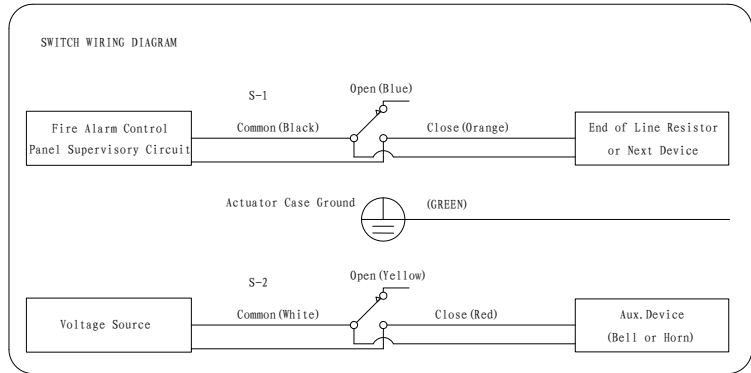 SWITCH WIRING DIAGRAM
S-1
Open(Blue)
Fire Alarm Control
Panel Supervisory Circuit
Common(Black)
Close(Orange)
End of Line Resistor
or Next Device
Actuator Case Ground
(GREEN)
S-2
Open(Yellow)
Voltage Source
Common(White)
Close(Red)
Aux.Device
(Bell or Horn)